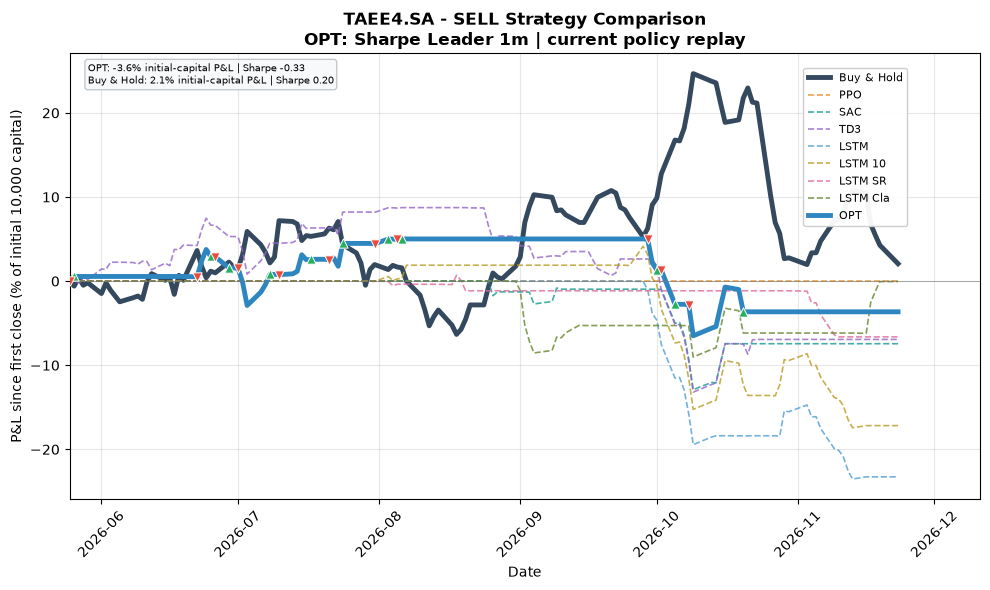 TAEE4.SA - SELL Strategy Comparison
OPT: Sharpe Leader 1m | current policy replay
OPT: -3.6% initial-capital P&L | Sharpe -0.33
Buy & Hold: 2.1% initial-capital P&L | Sharpe 0.20
Buy & Hold
PPO
SAC
TD3
LSTM
LSTM 10
LSTM SR
LSTM Cla
OPT
P&L since first close (% of initial 10,000 capital)
20
10
0
−10
−20
2026-06
2026-07
2026-08
2026-09
2026-10
2026-11
2026-12
Date